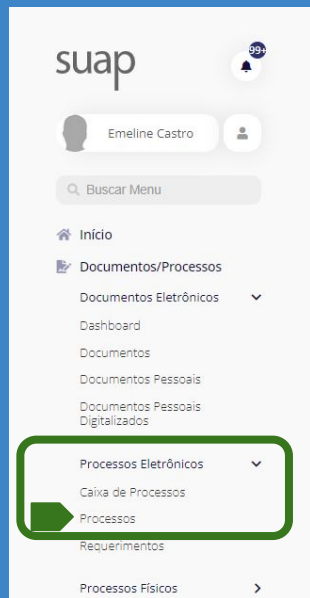 suap
99+
Emeline Castro
Buscar Menu
Início
Documentos/Processos
Documentos Eletrônicos
Dashboard
Documentos
Documentos Pessoais
Documentos Pessoais
Digitalizados
Processos Eletrônicos
Caixa de Processos
Processos
Requerimentos
Processos Físicos